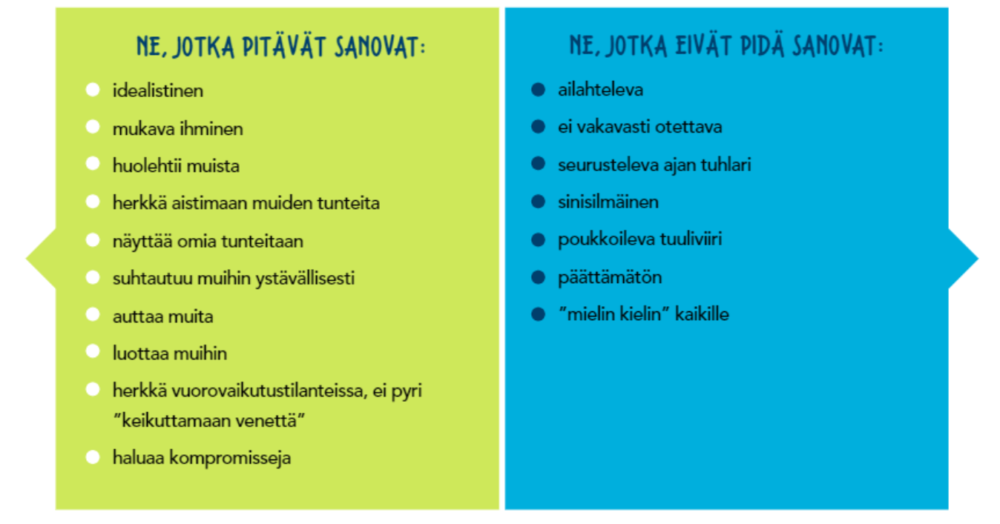 NE, JOTKA PITÄVÄT SANOVAT:
idealistinen
mukava ihminen
huolehtii muista
herkkä aistimaan muiden tunteita
näyttää omia tunteitaan
suhtautuu muihin ystävällisesti
auttaa muita
luottaa muihin
herkkä vuorovaikutustilanteissa, ei pyri
”keikuttamaan venettä”
haluaa kompromisseja
NE, JOTKA EIVÄT PIDÄ SANOVAT:
ailahteleva
ei vakavasti otettava
seurusteleva ajan tuhlari
sinisilmäinen
poukkoileva tuuliviiri
päättämätön
”mielin kielin” kaikille